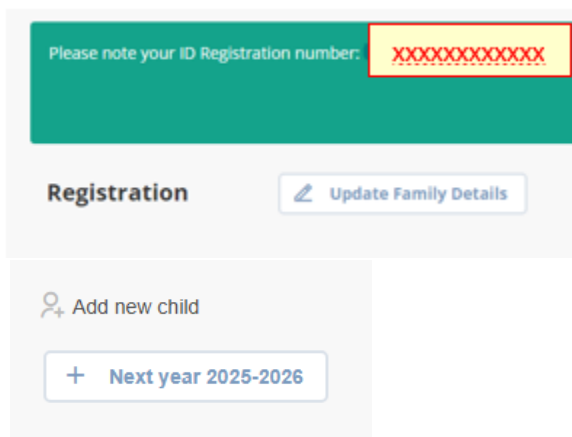 Please note your ID Registration number: XXXXXXXXXXXX
Registration
Update Family Details
Add new child
+ Next year 2025-2026